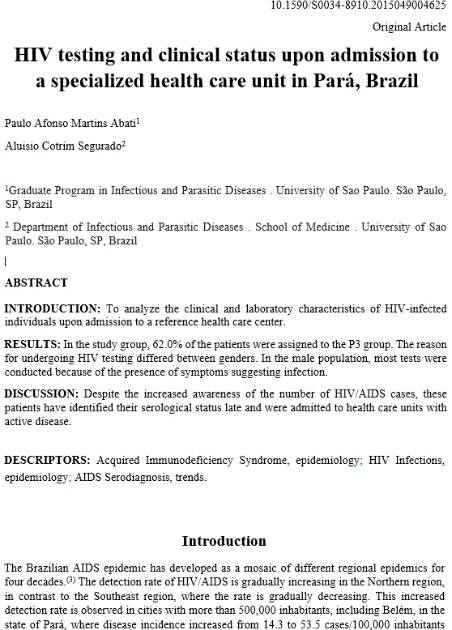 10.1590/S0034-8910.2015049004625
Original Article
HIV testing and clinical status upon admission to
a specialized health care unit in Pará, Brazil
Paulo Afonso Martins Abati1
Aluisio Cotrim Segurado2
1Graduate Program in Infectious and Parasitic Diseases . University of Sao Paulo. São Paulo,
SP, Brazil
2 Department of Infectious and Parasitic Diseases . School of Medicine . University of Sao
Paulo. São Paulo, SP, Brazil
ABSTRACT
INTRODUCTION: To analyze the clinical and laboratory characteristics of HIV-infected
individuals upon admission to a reference health care center.
RESULTS: In the study group, 62.0% of the patients were assigned to the P3 group. The reason
for undergoing HIV testing differed between genders. In the male population, most tests were
conducted because of the presence of symptoms suggesting infection.
DISCUSSION: Despite the increased awareness of the number of HIV/AIDS cases, these
patients have identified their serological status late and were admitted to health care units with
active disease.
DESCRIPTORS: Acquired Immunodeficiency Syndrome, epidemiology; HIV Infections,
epidemiology; AIDS Serodiagnosis, trends.
Introduction
The Brazilian AIDS epidemic has developed as a mosaic of different regional epidemics for
four decades.(3) The detection rate of HIV/AIDS is gradually increasing in the Northern region,
in contrast to the Southeast region, where the rate is gradually decreasing. This increased
detection rate is observed in cities with more than 500,000 inhabitants, including Belém, in the
state of Pará, where disease incidence increased from 14.3 to 53.5 cases/100,000 inhabitants